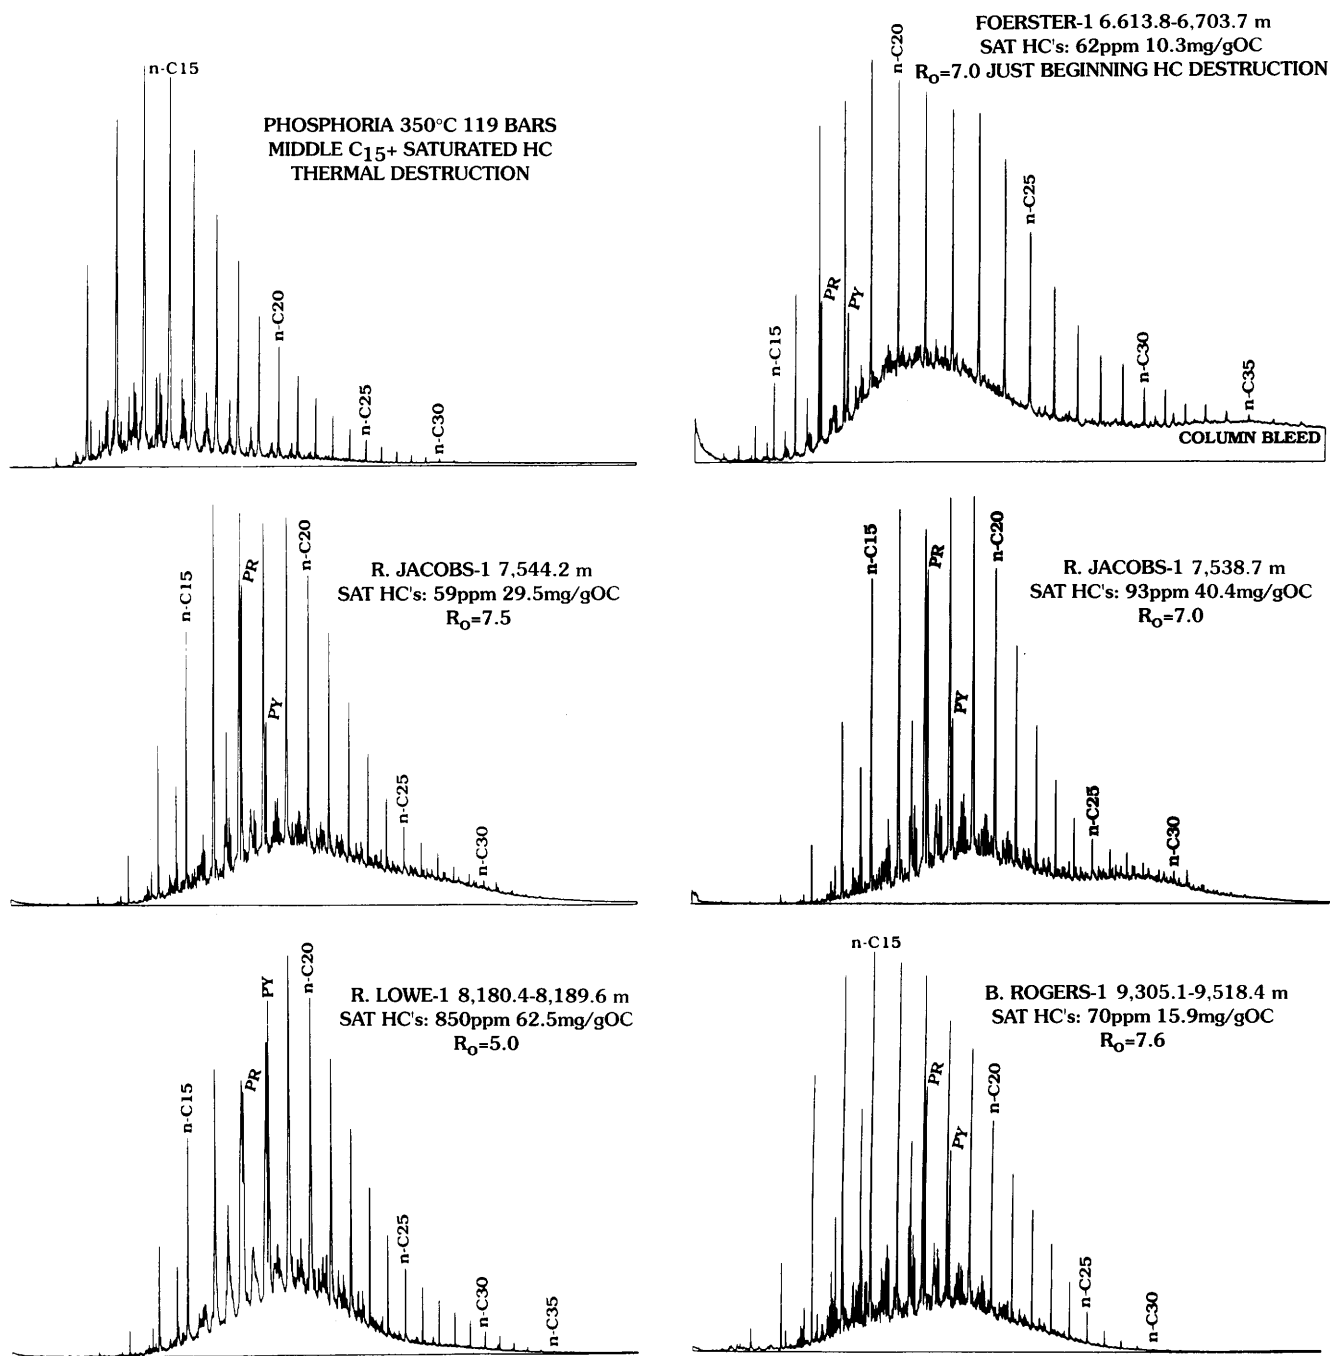 n-C15
PHOSPHORIA 350°C 119 BARS
MIDDLE C15+ SATURATED HC
THERMAL DESTRUCTION
n-C20
n-C25
n-C30
FOERSTER-1 6.613.8-6,703.7 m
SAT HC's: 62ppm 10.3mg/gOC
Ro=7.0 JUST BEGINNING HC DESTRUCTION
n-C20
n-C25
PR
PY
n-C15
n-C30
n-C35
COLUMN BLEED
R. JACOBS-1 7,544.2 m
SAT HC's: 59ppm 29.5mg/gOC
Ro=7.5
n-C15
PR
PY
n-C20
n-C25
n-C30
R. JACOBS-1 7,538.7 m
SAT HC's: 93ppm 40.4mg/gOC
Ro=7.0
n-C15
PR
PY
n-C20
n-C25
n-C30
R. LOWE-1 8,180.4-8,189.6 m
SAT HC's: 850ppm 62.5mg/gOC
Ro=5.0
n-C15
PR
PY
n-C20
n-C25
n-C30
n-C35
n-C15
B. ROGERS-1 9,305.1-9,518.4 m
SAT HC's: 70ppm 15.9mg/gOC
Ro=7.6
PR
PY
n-C20
n-C25
n-C30